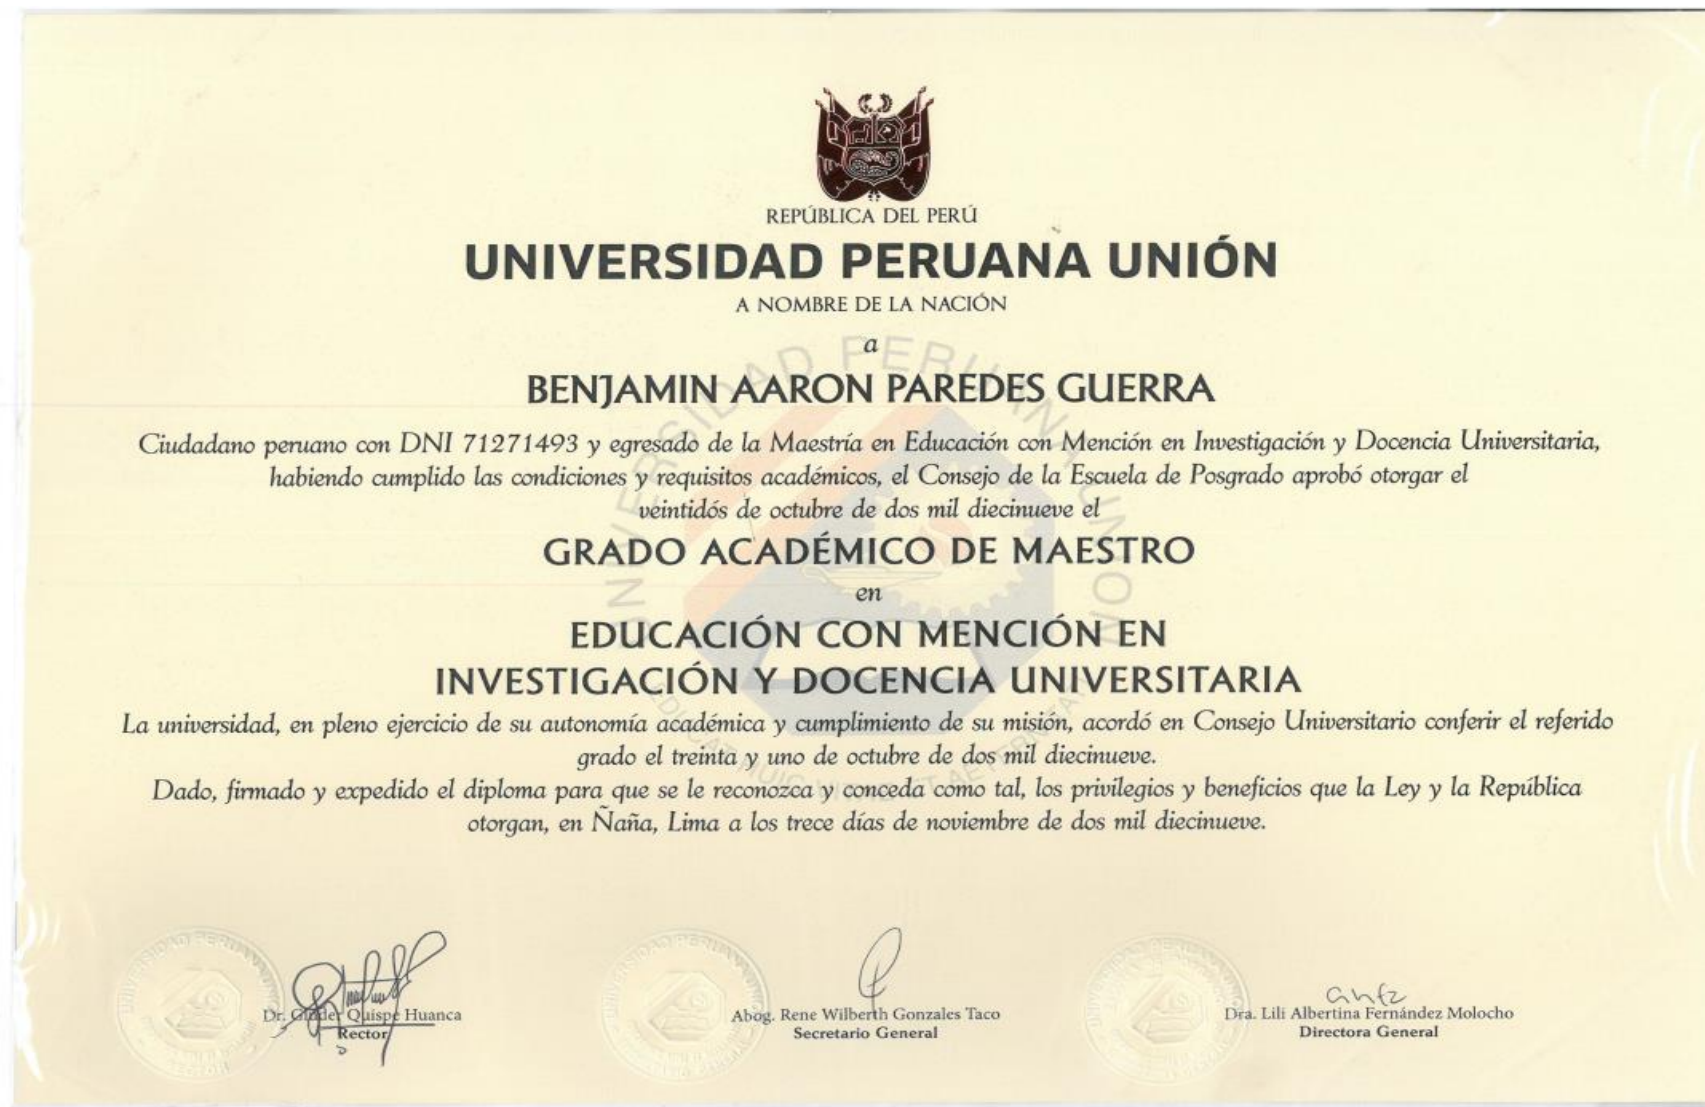 REPÚBLICA DEL PERÚ
UNIVERSIDAD PERUANA UNIÓN
A NOMBRE DE LA NACIÓN
a
BENJAMIN AARON PAREDES GUERRA
Ciudadano peruano con DNI 71271493 y egresado de la Maestría en Educación con Mención en Investigación y Docencia Universitaria,
habiendo cumplido las condiciones y requisitos académicos, el Consejo de la Escuela de Posgrado aprobó otorgar el
veintidós de octubre de dos mil diecinueve el
GRADO ACADÉMICO DE MAESTRO
en
EDUCACIÓN CON MENCIÓN EN
INVESTIGACIÓN Y DOCENCIA UNIVERSITARIA
La universidad, en pleno ejercicio de su autonomía académica y cumplimiento de su misión, acordó en Consejo Universitario conferir el referido
grado el treinta y uno de octubre de dos mil diecinueve.
Dado, firmado y expedido el diploma para que se le reconozca y conceda como tal, los privilegios y beneficios que la Ley y la República
otorgan, en Ñaña, Lima a los trece días de noviembre de dos mil diecinueve.
Dr. Quispe Huanca
Rector
Abog. Rene Wilberth Gonzales Taco
Secretario General
Dra. Lili Albertina Fernández Molocho
Directora General